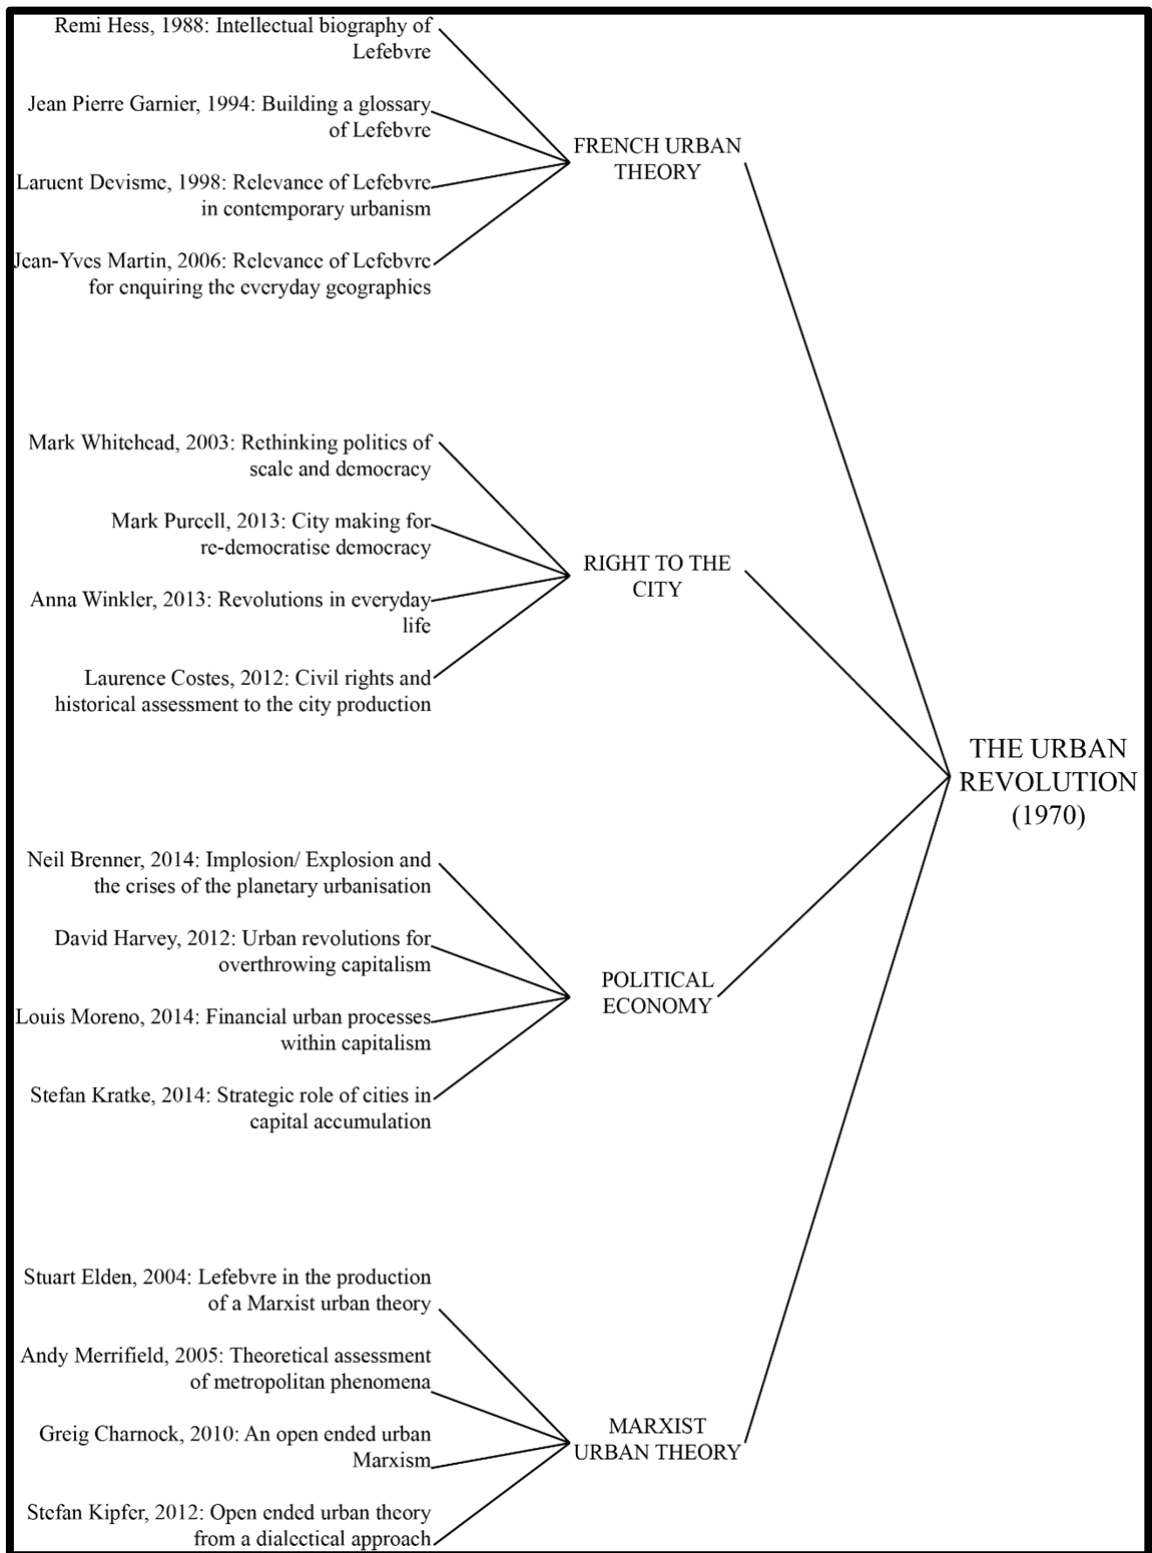 Remi Hess, 1988: Intellectual biography of
Lefebvre
Jean Pierre Garnier, 1994: Building a glossary
of Lefebvre
Laruent Devisme, 1998: Relevance of Lefebvre
in contemporary urbanism
Jean-Yves Martin, 2006: Relevance of Lefebvre
for enquiring the everyday geographies
FRENCH URBAN
THEORY
Mark Whitehead, 2003: Rethinking politics of
scale and democracy
Mark Purcell, 2013: City making for
re-democratise democracy
Anna Winkler, 2013: Revolutions in everyday
life
Laurence Costes, 2012: Civil rights and
historical assessment to the city production
RIGHT TO THE
CITY
Neil Brenner, 2014: Implosion/ Explosion and
the crises of the planetary urbanisation
David Harvey, 2012: Urban revolutions for
overthrowing capitalism
Louis Moreno, 2014: Financial urban processes
within capitalism
Stefan Kratke, 2014: Strategic role of cities in
capital accumulation
POLITICAL
ECONOMY
Stuart Elden, 2004: Lefebvre in the production
of a Marxist urban theory
Andy Merrifield, 2005: Theoretical assessment
of metropolitan phenomena
Greig Charnock, 2010: An open ended urban
Marxism
Stefan Kipfer, 2012: Open ended urban theory
from a dialectical approach
MARXIST
URBAN THEORY
THE URBAN
REVOLUTION
(1970)